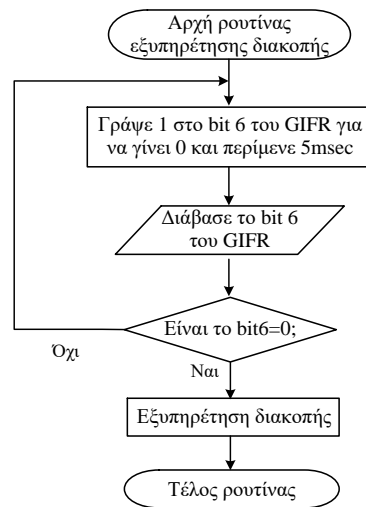 Αρχή ρουτίνας
εξυπηρέτησης διακοπής
Γράψε 1 στο bit 6 του GIFR για
να γίνει 0 και περίμενε 5msec
Διάβασε το bit 6
του GIFR
Είναι το bit6=0;
Όχι
Ναι
Εξυπηρέτηση διακοπής
Τέλος ρουτίνας